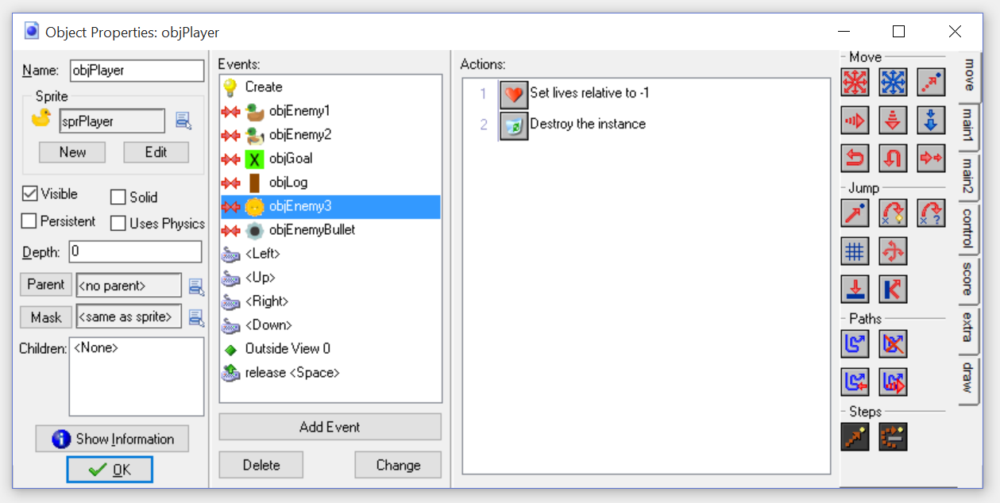 Object Properties: objPlayer
Name: objPlayer
Sprite
sprPlayer
New Edit
Visible Solid
Persistent Uses Physics
Depth: 0
Parent <no parent>
Mask <same as sprite>
Children: <None>
Show Information
OK
Events:
Create
objEnemy1
objEnemy2
X objGoal
objLog
objEnemy3
objEnemyBullet
<Left>
<Up>
<Right>
<Down>
Outside View 0
release <Space>
Add Event
Delete Change
Actions:
1 Set lives relative to -1
2 Destroy the instance
Move
Jump
Paths
Steps
move
main1
main2
control
score
extra
draw